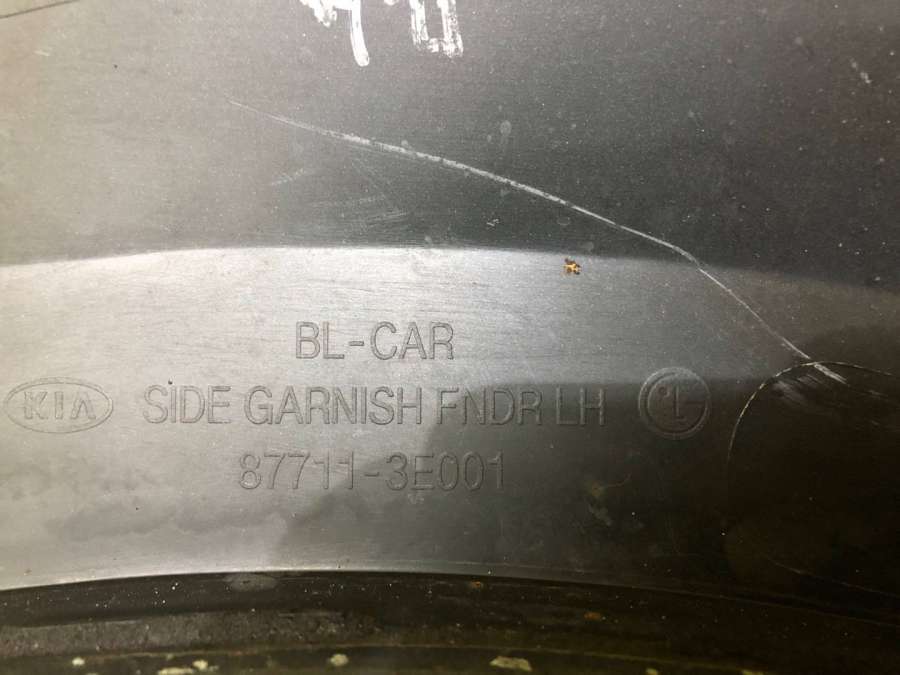 BL-CAR
KIA SIDE GARNISH FNDR LH
87711-3E001